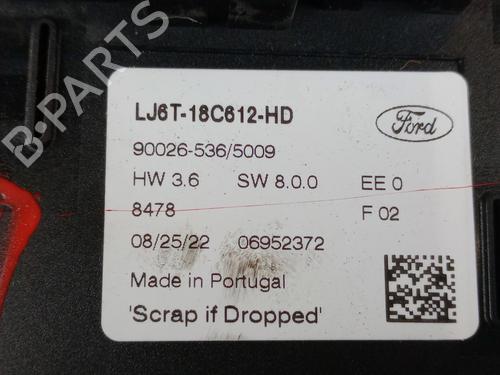 LJ6T-18C612-HD
Ford
90026-536/5009
HW 3.6 SW 8.0.0 EE 0
8478 F 02
08/25/22 06952372
Made in Portugal
'Scrap if Dropped'
B-PARTS